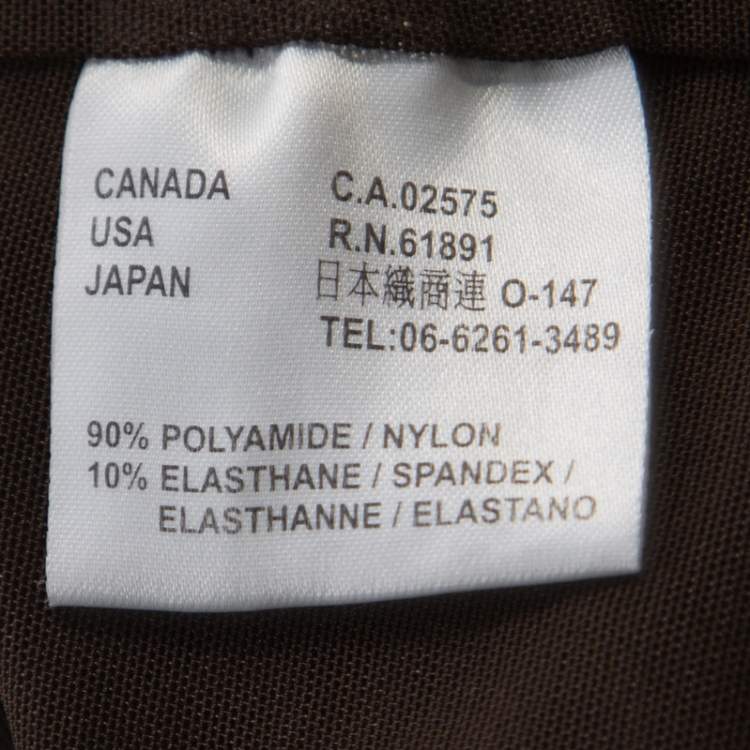 CANADA C.A.02575
USA R.N.61891
JAPAN 日本織商連 O-147
TEL:06-6261-3489
90% POLYAMIDE / NYLON
10% ELASTHANE / SPANDEX /
ELASTHANNE / ELASTANO